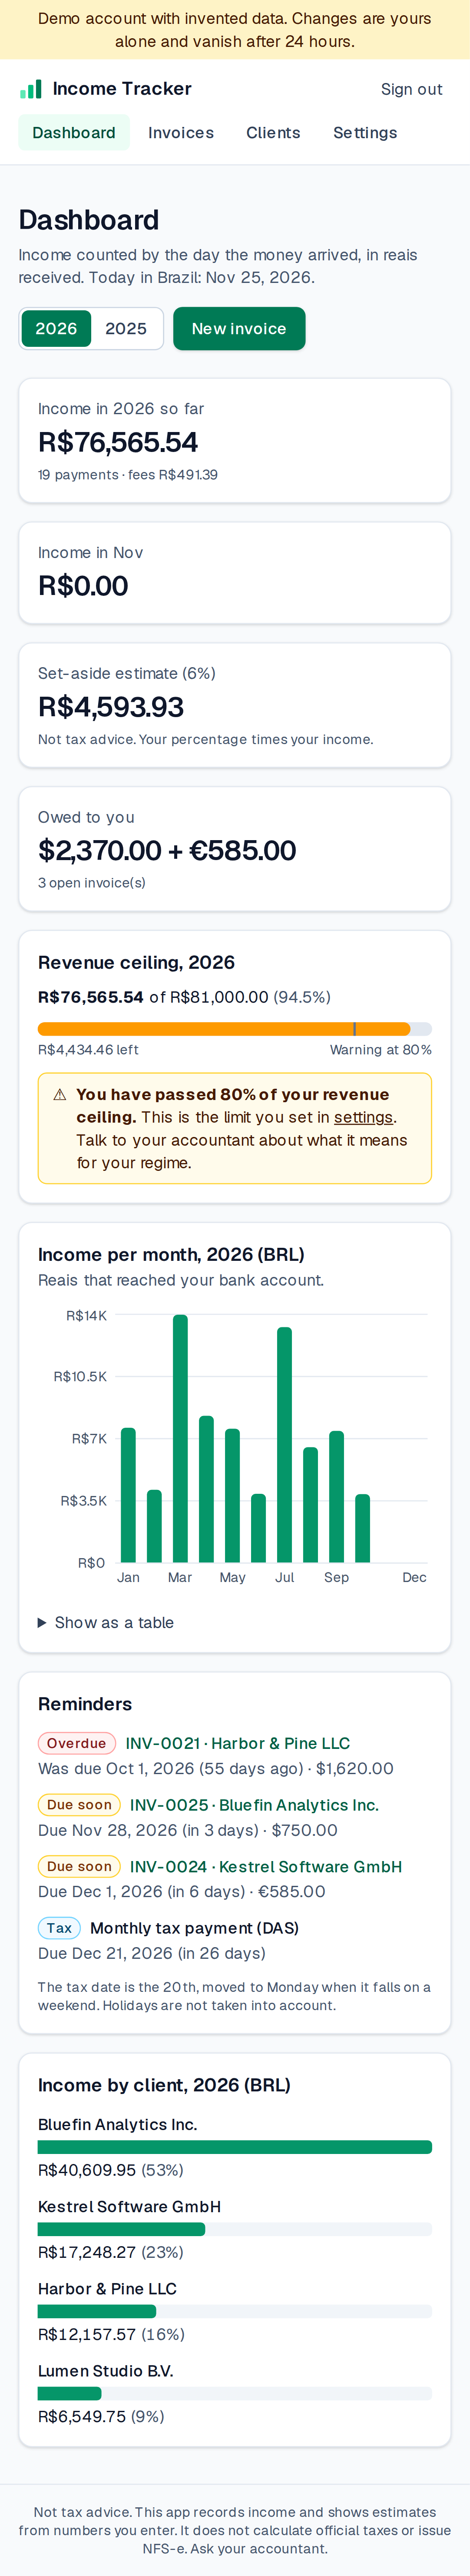 Demo account with invented data. Changes are yours
alone and vanish after 24 hours.
Income Tracker
Sign out
Dashboard
Invoices
Clients
Settings
Dashboard
Income counted by the day the money arrived, in reais
received. Today in Brazil: Nov 25, 2026.
2026
2025
New invoice
Income in 2026 so far
R$76,565.54
19 payments · fees R$491.39
Income in Nov
R$0.00
Set-aside estimate (6%)
R$4,593.93
Not tax advice. Your percentage times your income.
Owed to you
$2,370.00 + €585.00
3 open invoice(s)
Revenue ceiling, 2026
R$76,565.54 of R$81,000.00 (94.5%)
R$4,434.46 left
Warning at 80%
⚠ You have passed 80% of your revenue
ceiling. This is the limit you set in settings.
Talk to your accountant about what it means
for your regime.
Income per month, 2026 (BRL)
Reais that reached your bank account.
R$14K
R$10.5K
R$7K
R$3.5K
R$0
Jan
Mar
May
Jul
Sep
Dec
▶ Show as a table
Reminders
Overdue INV-0021 · Harbor & Pine LLC
Was due Oct 1, 2026 (55 days ago) · $1,620.00
Due soon INV-0025 · Bluefin Analytics Inc.
Due Nov 28, 2026 (in 3 days) · $750.00
Due soon INV-0024 · Kestrel Software GmbH
Due Dec 1, 2026 (in 6 days) · €585.00
Tax Monthly tax payment (DAS)
Due Dec 21, 2026 (in 26 days)
The tax date is the 20th, moved to Monday when it falls on a
weekend. Holidays are not taken into account.
Income by client, 2026 (BRL)
Bluefin Analytics Inc.
R$40,609.95 (53%)
Kestrel Software GmbH
R$17,248.27 (23%)
Harbor & Pine LLC
R$12,157.57 (16%)
Lumen Studio B.V.
R$6,549.75 (9%)
Not tax advice. This app records income and shows estimates
from numbers you enter. It does not calculate official taxes or issue
NFS-e. Ask your accountant.